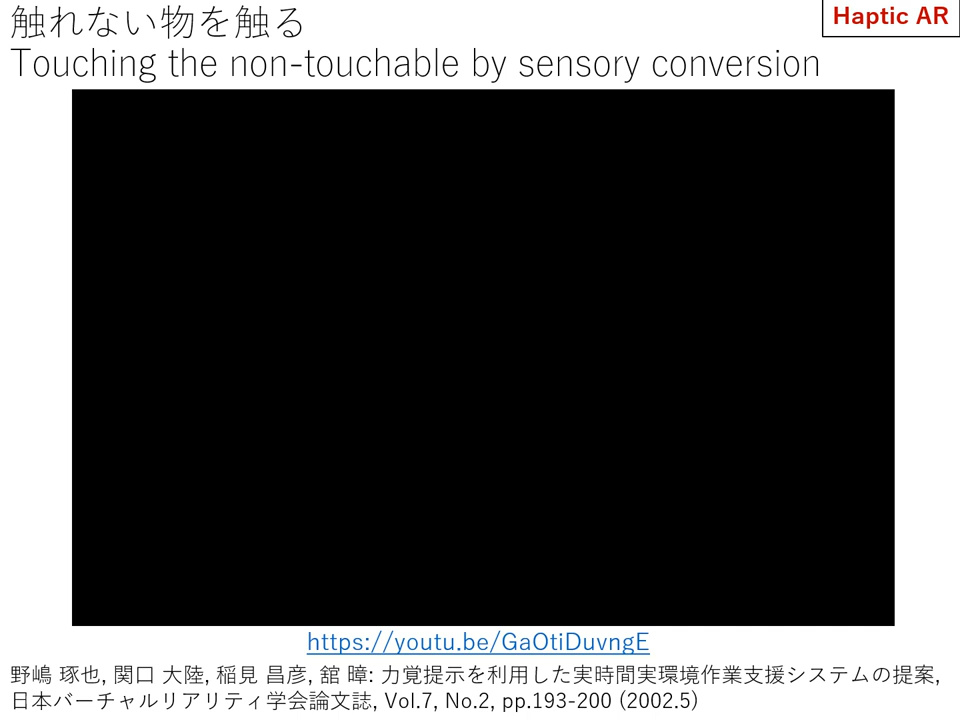 触れない物を触る
Haptic AR
Touching the non-touchable by sensory conversion
https://youtu.be/GaOtiDuvngE
野嶋 琢也, 関口 大陸, 稲見 昌彦, 舘 暲: 力覚提示を利用した実時間実環境作業支援システムの提案,
日本バーチャルリアリティ学会論文誌, Vol.7, No.2, pp.193-200 (2002.5)